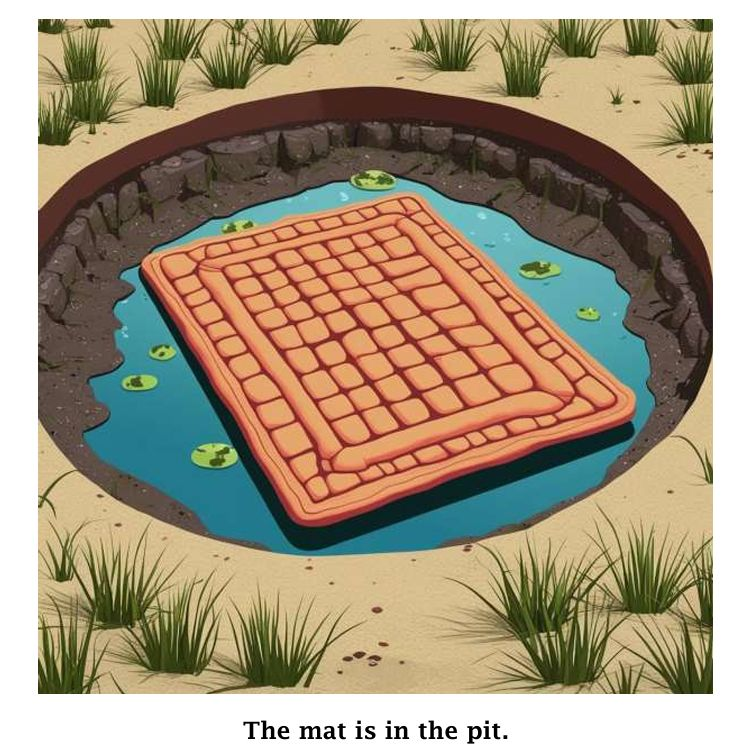 The mat is in the pit.